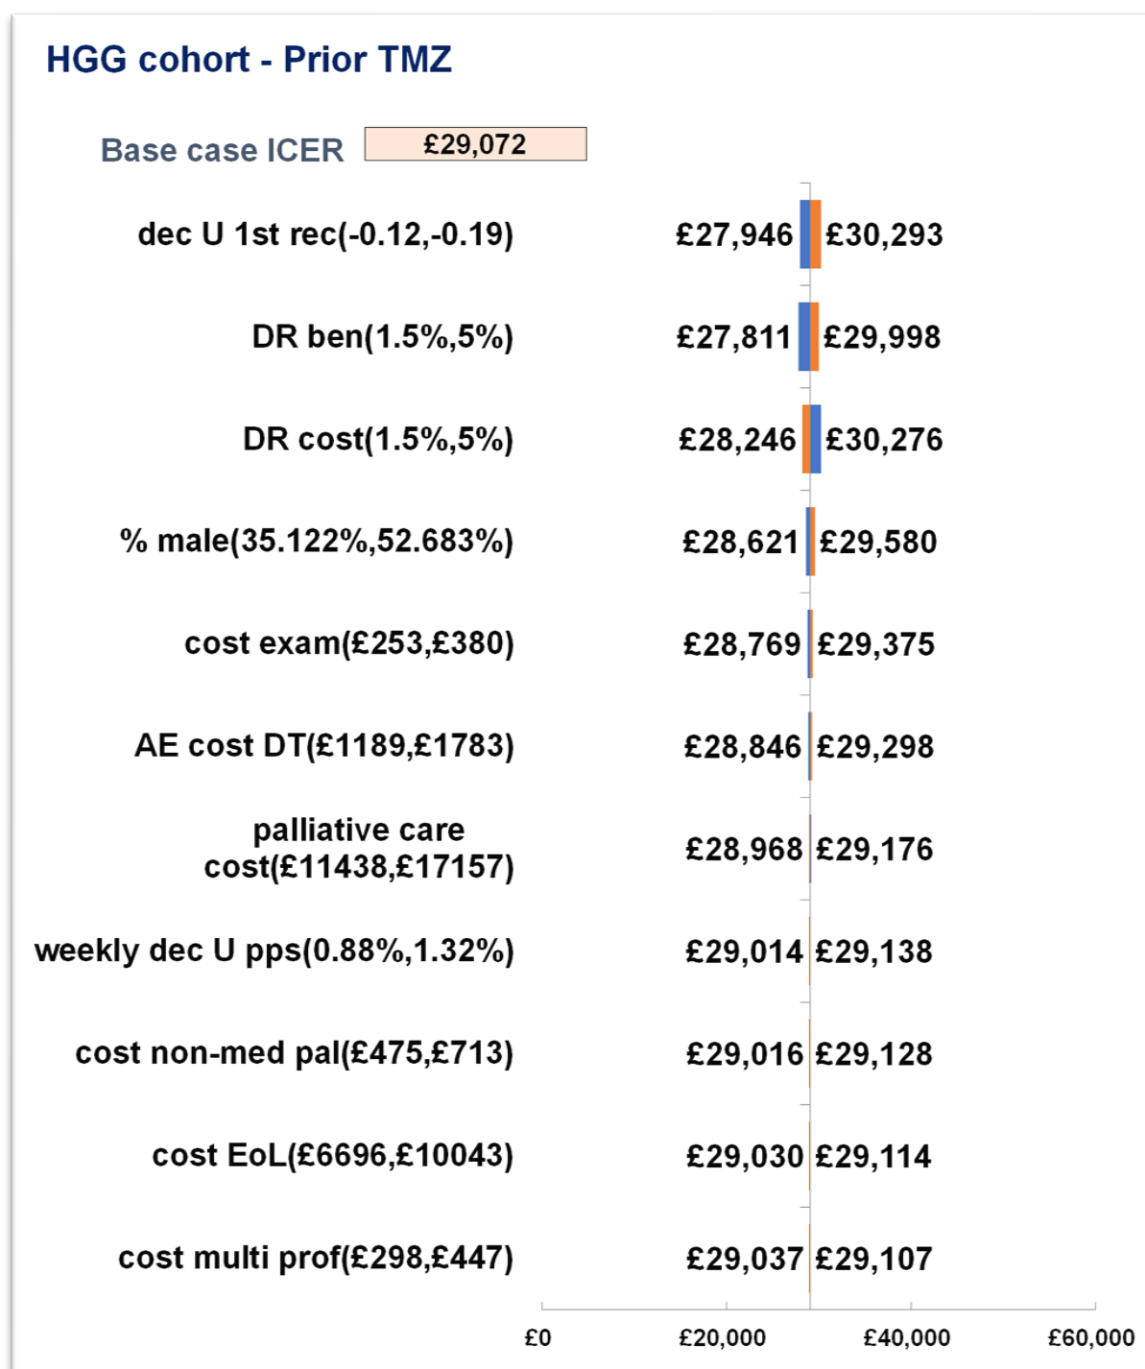 HGG cohort - Prior TMZ
Base case ICER £29,072
dec U 1st rec(-0.12,-0.19) £27,946 £30,293
DR ben(1.5%,5%) £27,811 £29,998
DR cost(1.5%,5%) £28,246 £30,276
% male(35.122%,52.683%) £28,621 £29,580
cost exam(£253,£380) £28,769 £29,375
AE cost DT(£1189,£1783) £28,846 £29,298
palliative care
cost(£11438,£17157) £28,968 £29,176
weekly dec U pps(0.88%,1.32%) £29,014 £29,138
cost non-med pal(£475,£713) £29,016 £29,128
cost EoL(£6696,£10043) £29,030 £29,114
cost multi prof(£298,£447) £29,037 £29,107
£0 £20,000 £40,000 £60,000